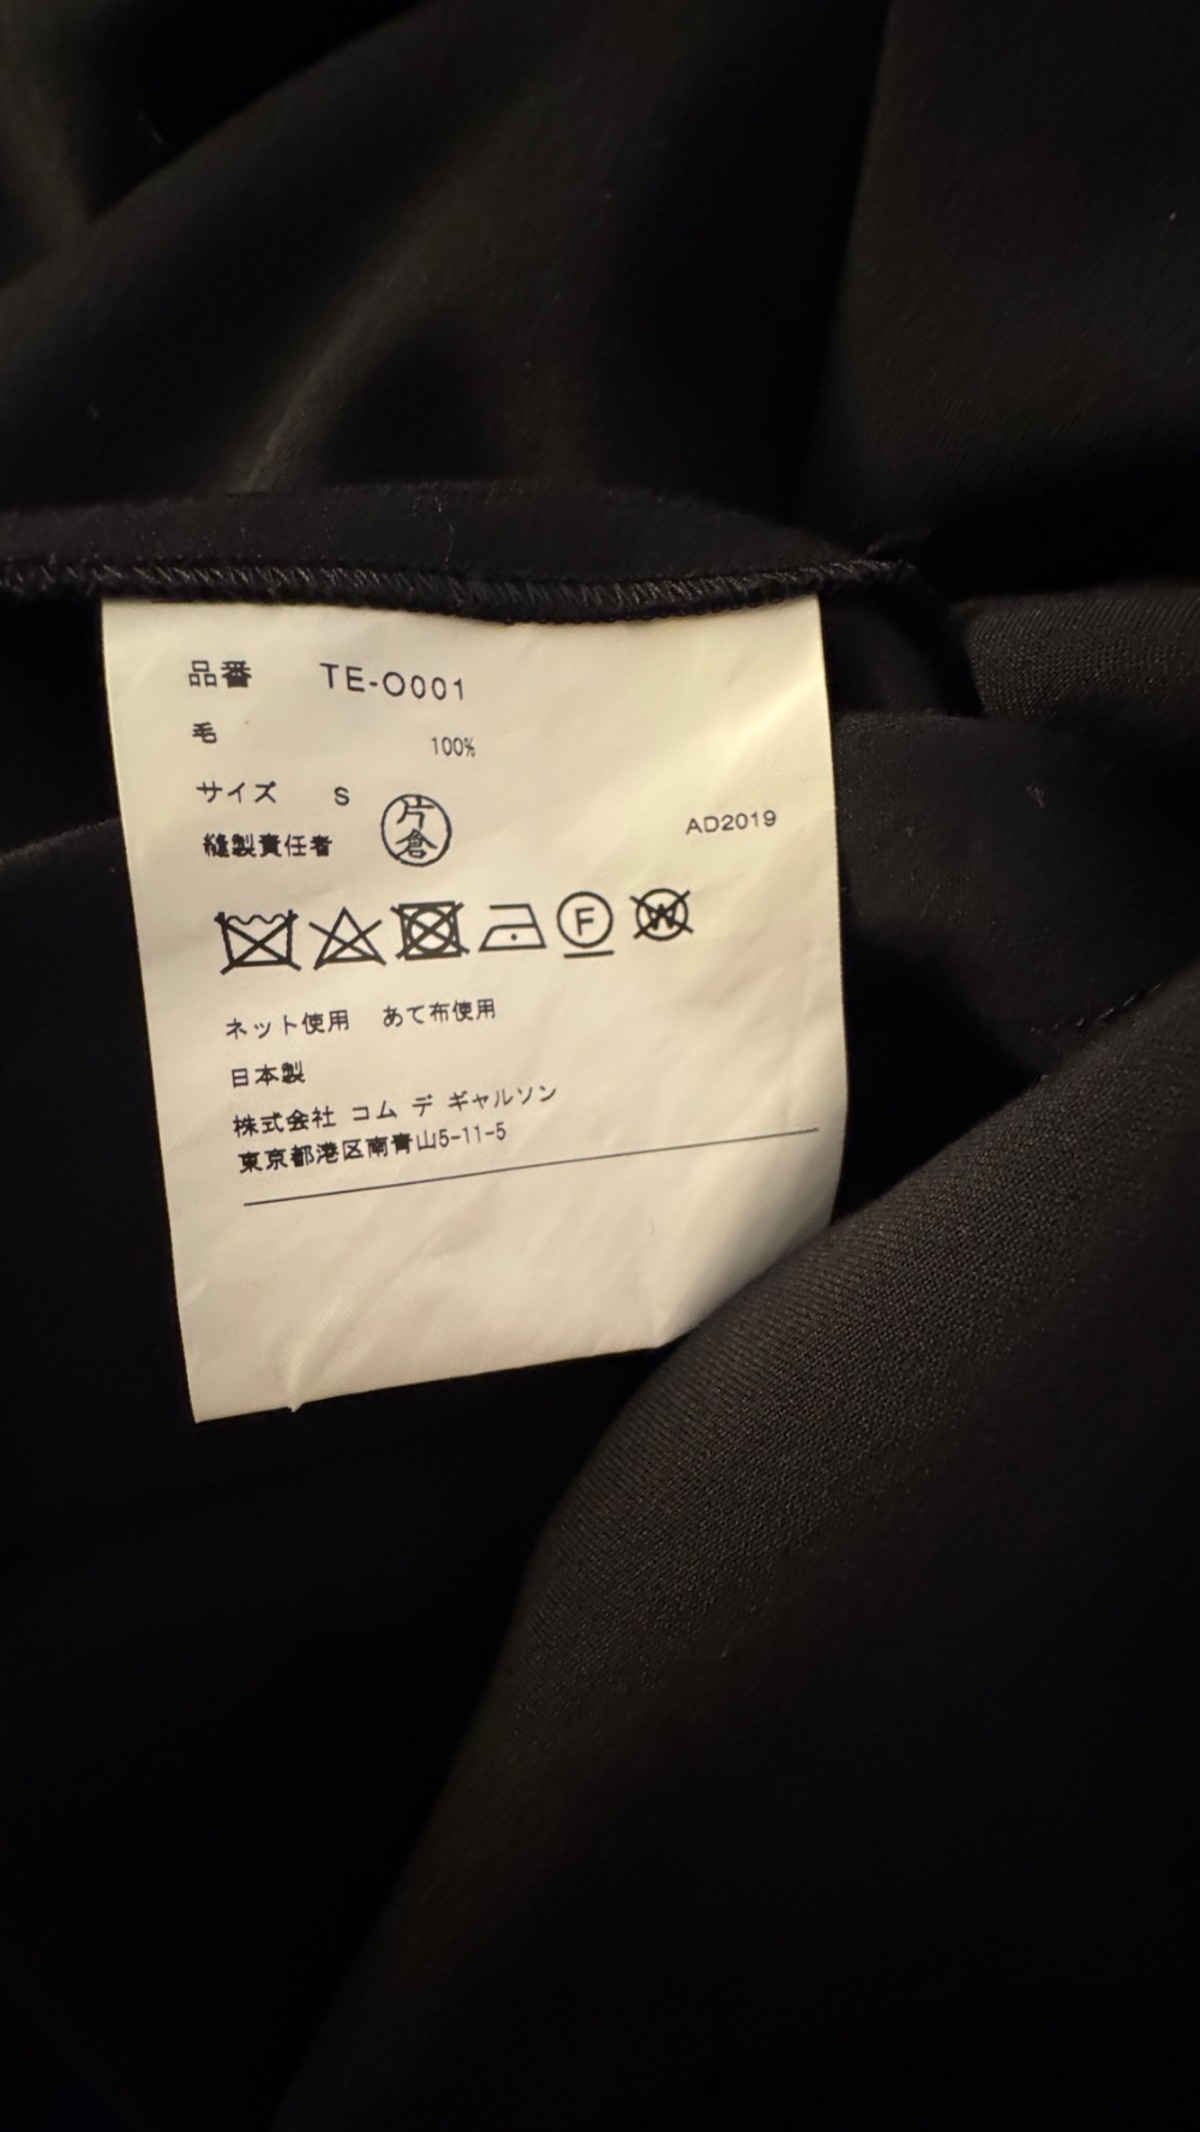 品番 TE-O001
毛 100%
サイズ S
縫製責任者 片倉
AD2019
F W
ネット使用 あて布使用
日本製
株式会社 コム デ ギャルソン
東京都港区南青山5-11-5